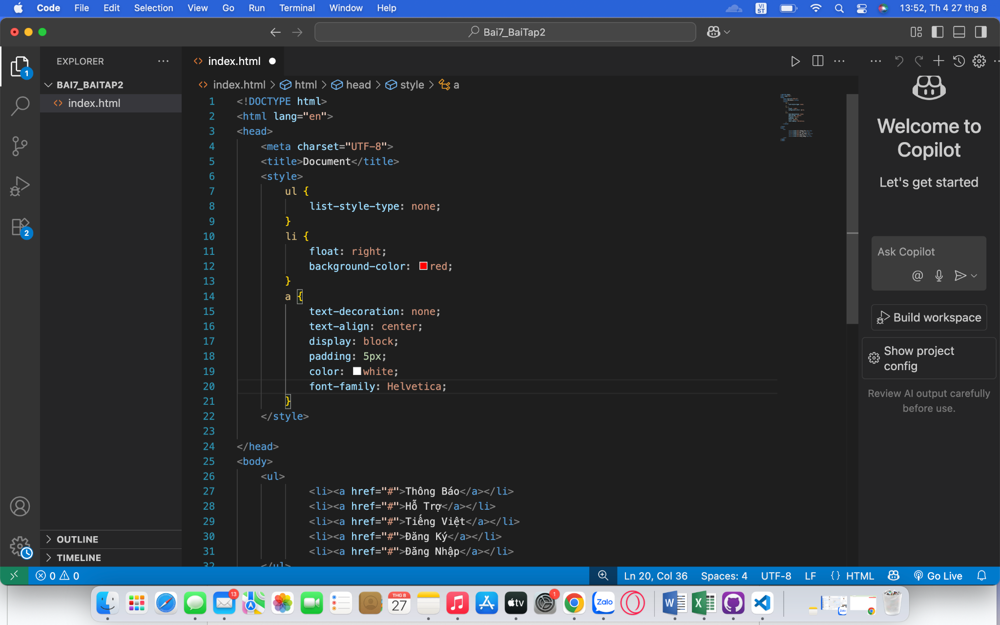 Code File Edit Selection View Go Run Terminal Window Help VI ST 13:52, Th 4 27 thg 8
Bai7_BaiTap2
EXPLORER
index.html
BAI7_BAITAP2
index.html
index.html > html > head > style > a
1 <!DOCTYPE html>
2 <html lang="en">
3 <head>
4 <meta charset="UTF-8">
5 <title>Document</title>
6 <style>
7 ul {
8 list-style-type: none;
9 }
10 li {
11 float: right;
12 background-color: red;
13 }
14 a {
15 text-decoration: none;
16 text-align: center;
17 display: block;
18 padding: 5px;
19 color: white;
20 font-family: Helvetica;
21 }
22 </style>
23
24 </head>
25 <body>
26 <ul>
27 <li><a href="#">Thông Báo</a></li>
28 <li><a href="#">Hỗ Trợ</a></li>
29 <li><a href="#">Tiếng Việt</a></li>
30 <li><a href="#">Đăng Ký</a></li>
31 <li><a href="#">Đăng Nhập</a></li>
32 </ul>
1
2
OUTLINE
TIMELINE
Welcome to
Copilot
Let's get started
Ask Copilot
@
Build workspace
Show project
config
Review AI output carefully
before use.
0 0 Ln 20, Col 36 Spaces: 4 UTF-8 LF {} HTML Go Live
13
THG 8
27
tv
1
Zalo
W
X